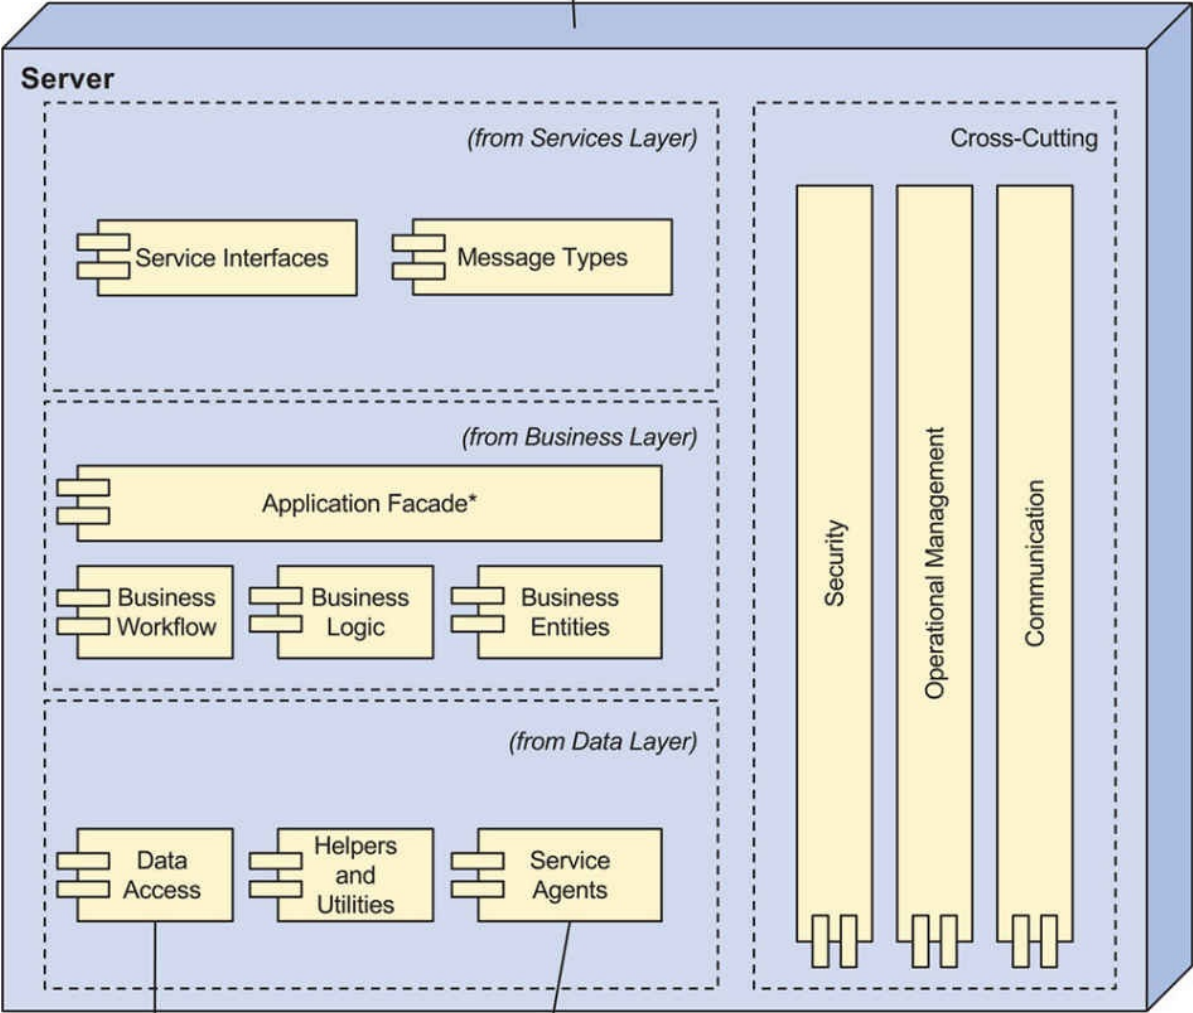 Server
(from Services Layer)
Service Interfaces
Message Types
(from Business Layer)
Application Facade*
Business
Workflow
Business
Logic
Business
Entities
(from Data Layer)
Data
Access
Helpers
and
Utilities
Service
Agents
Cross-Cutting
Security
Operational Management
Communication